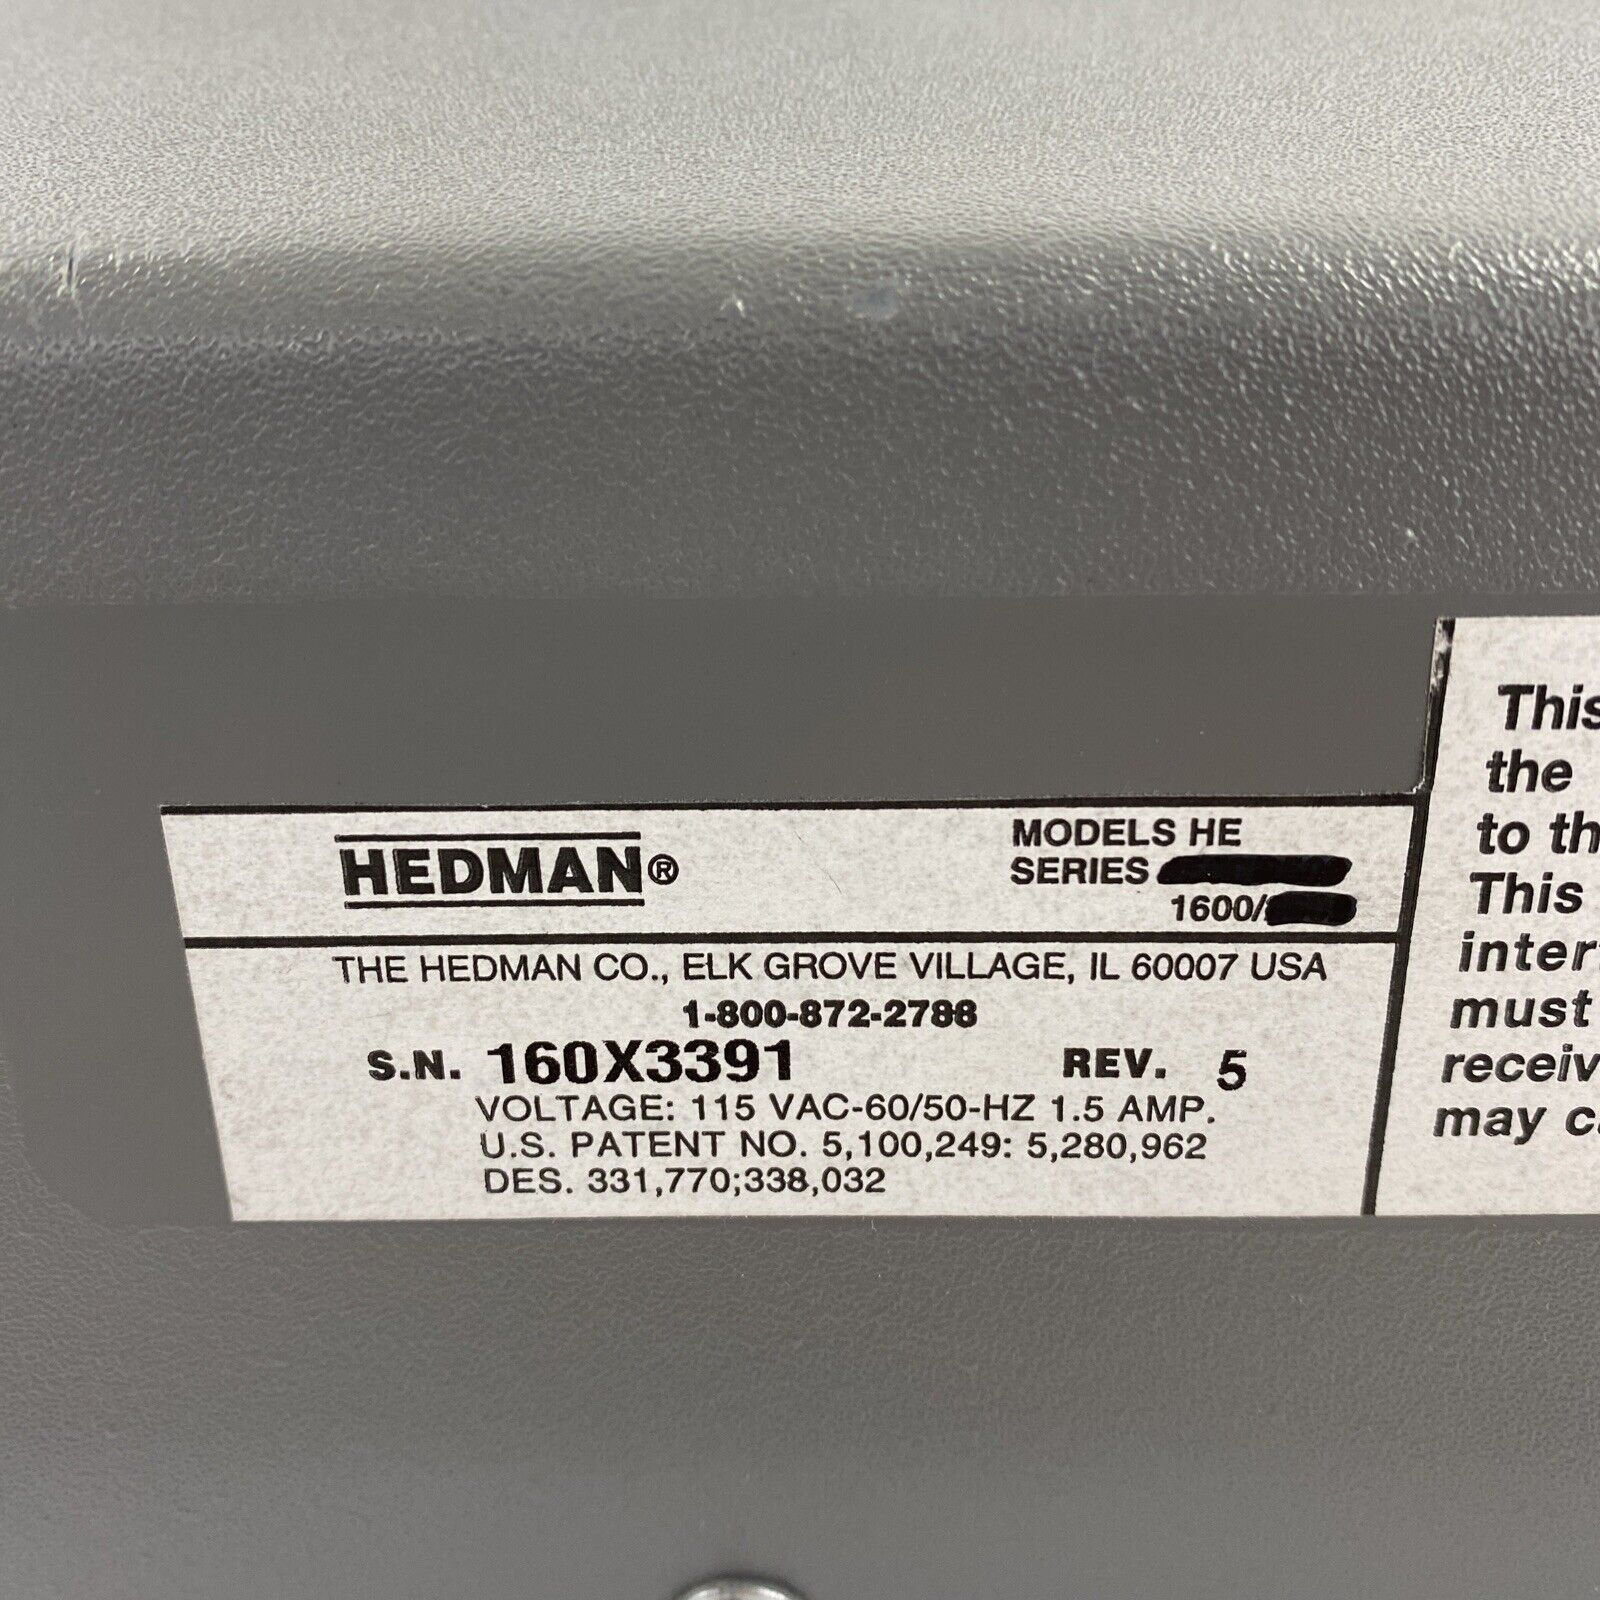 HEDMAN®
MODELS HE
SERIES
1600/
THE HEDMAN CO., ELK GROVE VILLAGE, IL 60007 USA
1-800-872-2788
S.N. 160X3391 REV. 5
VOLTAGE: 115 VAC-60/50-HZ 1.5 AMP.
U.S. PATENT NO. 5,100,249: 5,280,962
DES. 331,770;338,032
This
the
to th
This
inter
must
receiv
may c